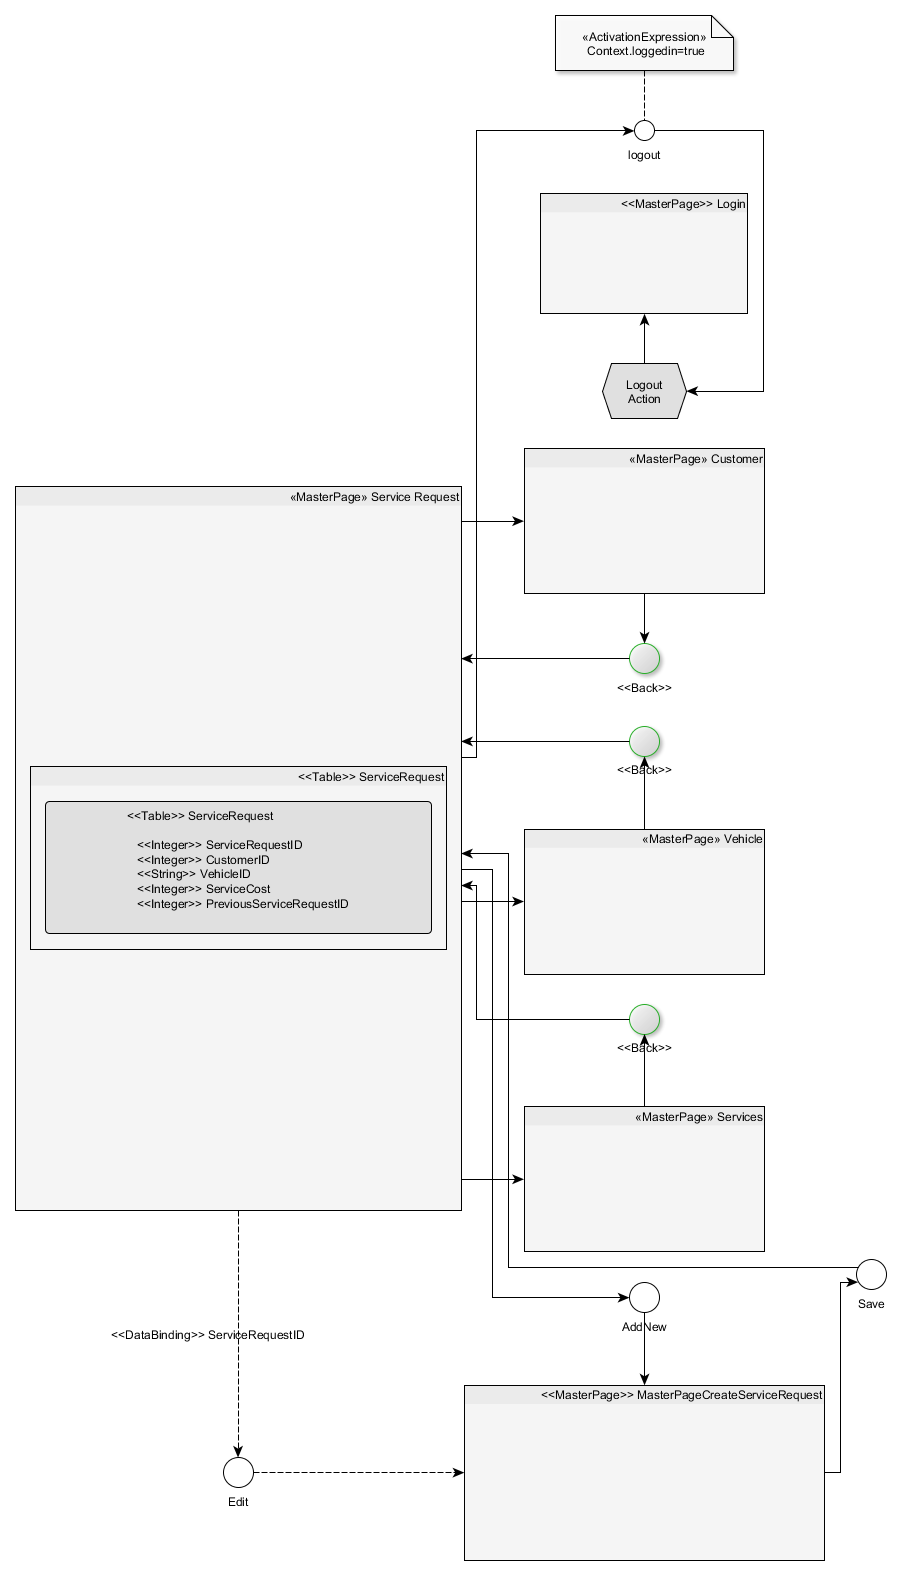 «ActivationExpression»
Context.loggedin=true
logout
<<MasterPage>> Login
Logout
Action
«MasterPage» Customer
«MasterPage» Service Request
<<Back>>
<<Back>>
<<Table>> ServiceRequest
<<Table>> ServiceRequest
<<Integer>> ServiceRequestID
<<Integer>> CustomerID
<<String>> VehicleID
<<Integer>> ServiceCost
<<Integer>> PreviousServiceRequestID
«MasterPage» Vehicle
<<Back>>
«MasterPage» Services
Save
AddNew
<<DataBinding>> ServiceRequestID
<<MasterPage>> MasterPageCreateServiceRequest
Edit